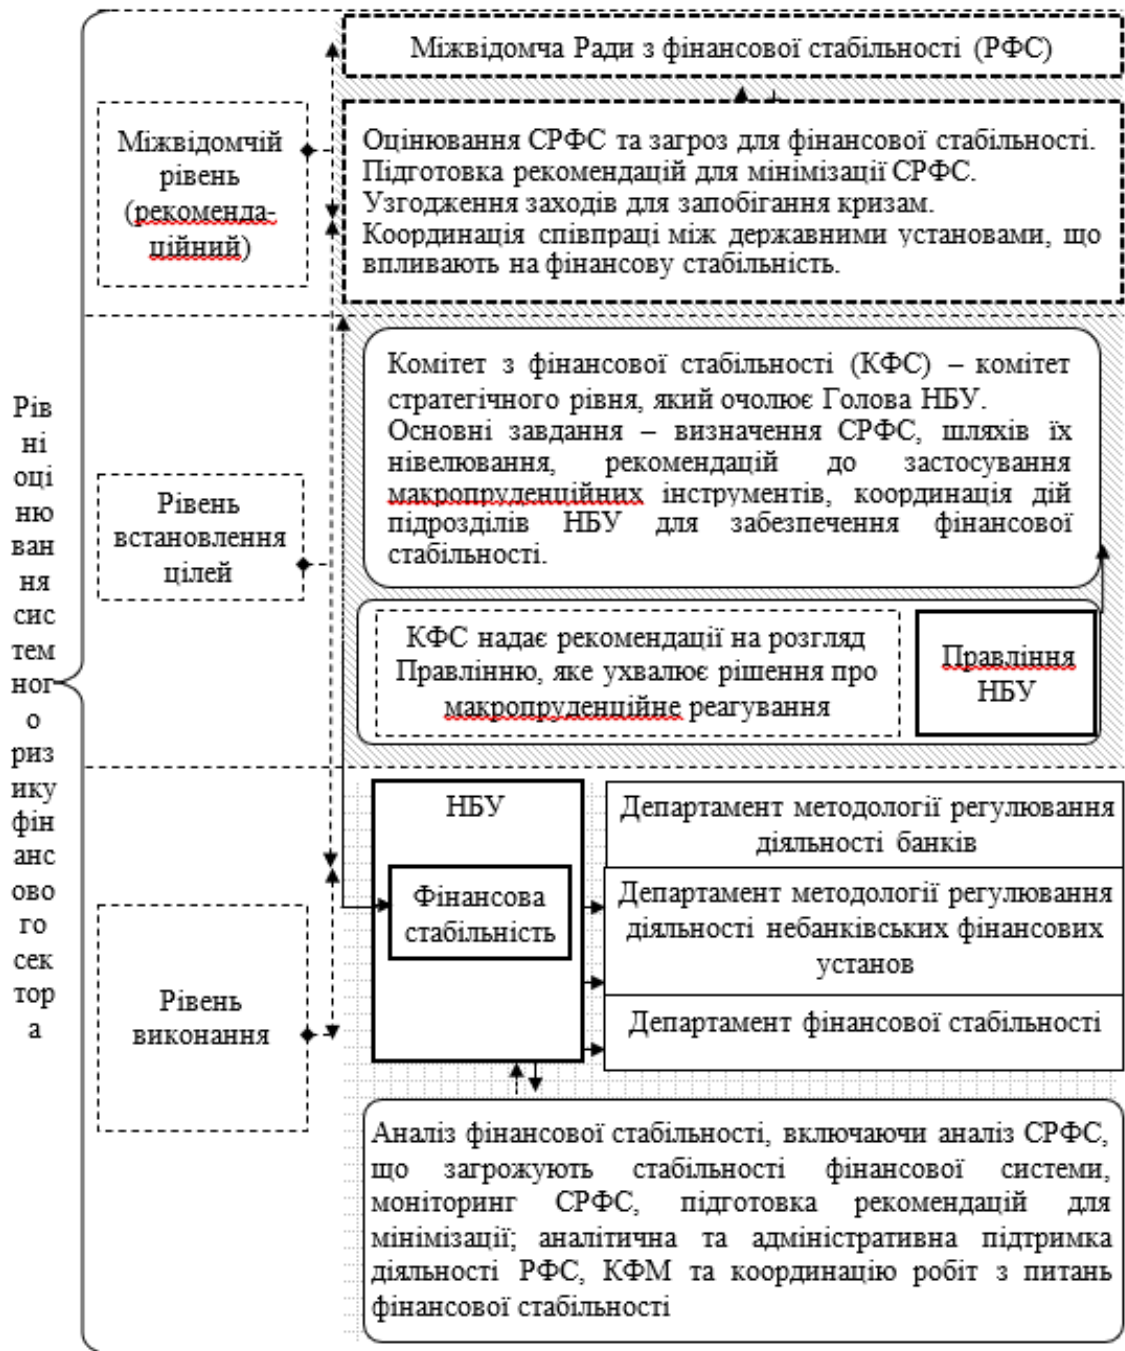 Міжвідомча Ради з фінансової стабільності (РФС)
Міжвідомчій
рівень
(рекоменда-
ційний)
Оцінювання СРФС та загроз для фінансової стабільності.
Підготовка рекомендацій для мінімізації СРФС.
Узгодження заходів для запобігання кризам.
Координація співпраці між державними установами, що
впливають на фінансову стабільність.
Рів
ні
оці
ню
ван
ня
сис
тем
ног
о
риз
ику
фін
анс
ово
го
сек
тор
а
Рівень
встановлення
цілей
Комітет з фінансової стабільності (КФС) – комітет
стратегічного рівня, який очолює Голова НБУ.
Основні завдання – визначення СРФС, шляхів їх
нівелювання, рекомендацій до застосування
макропруденційних інструментів, координація дій
підрозділів НБУ для забезпечення фінансової
стабільності.
КФС надає рекомендації на розгляд
Правлінню, яке ухвалює рішення про
макропруденційне реагування
Правління
НБУ
Рівень
виконання
НБУ
Фінансова
стабільність
Департамент методології регулювання
діяльності банків
Департамент методології регулювання
діяльності небанківських фінансових
установ
Департамент фінансової стабільності
Аналіз фінансової стабільності, включаючи аналіз СРФС,
що загрожують стабільності фінансової системи,
моніторинг СРФС, підготовка рекомендацій для
мінімізації; аналітична та адміністративна підтримка
діяльності РФС, КФМ та координацію робіт з питань
фінансової стабільності